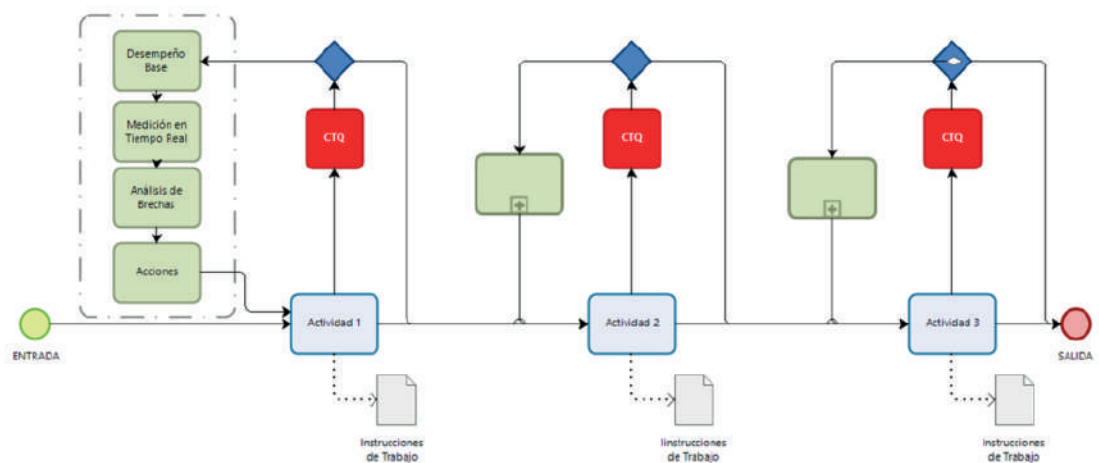 Desempeño
Base
Medición en
Tiempo Real
Análisis de
Brechas
Acciones
ENTRADA
CTQ
Actividad 1
Instrucciones
de Trabajo
CTQ
Actividad 2
Iinstrucciones
de Trabajo
CTQ
Actividad 3
Instrucciones
de Trabajo
SALIDA